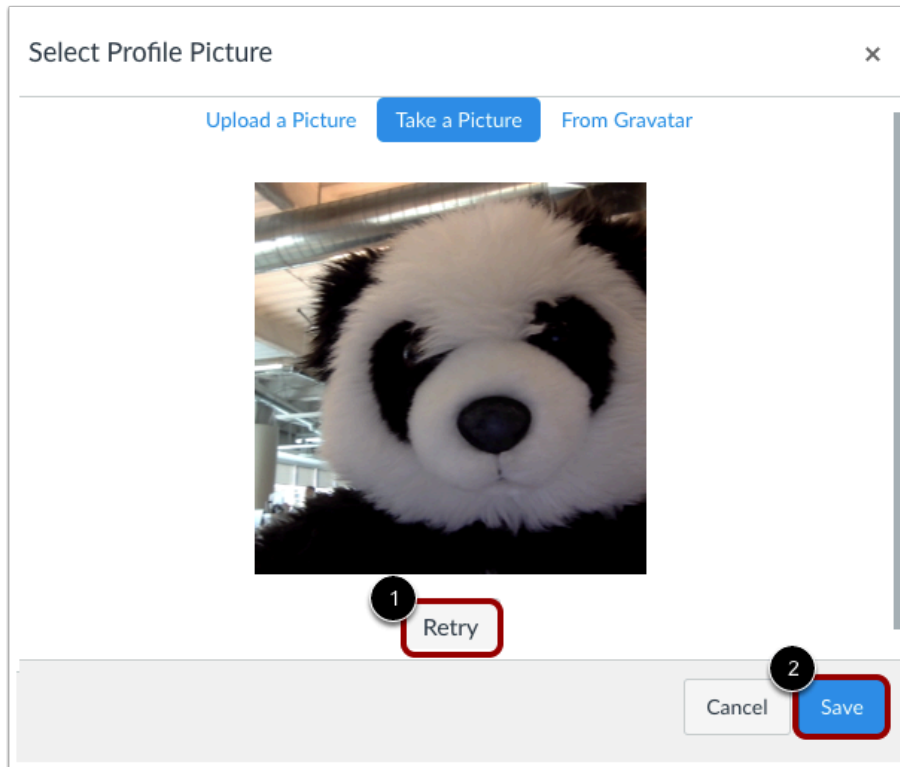 Select Profile Picture ×
Upload a Picture Take a Picture From Gravatar
1
Retry
2
Cancel Save